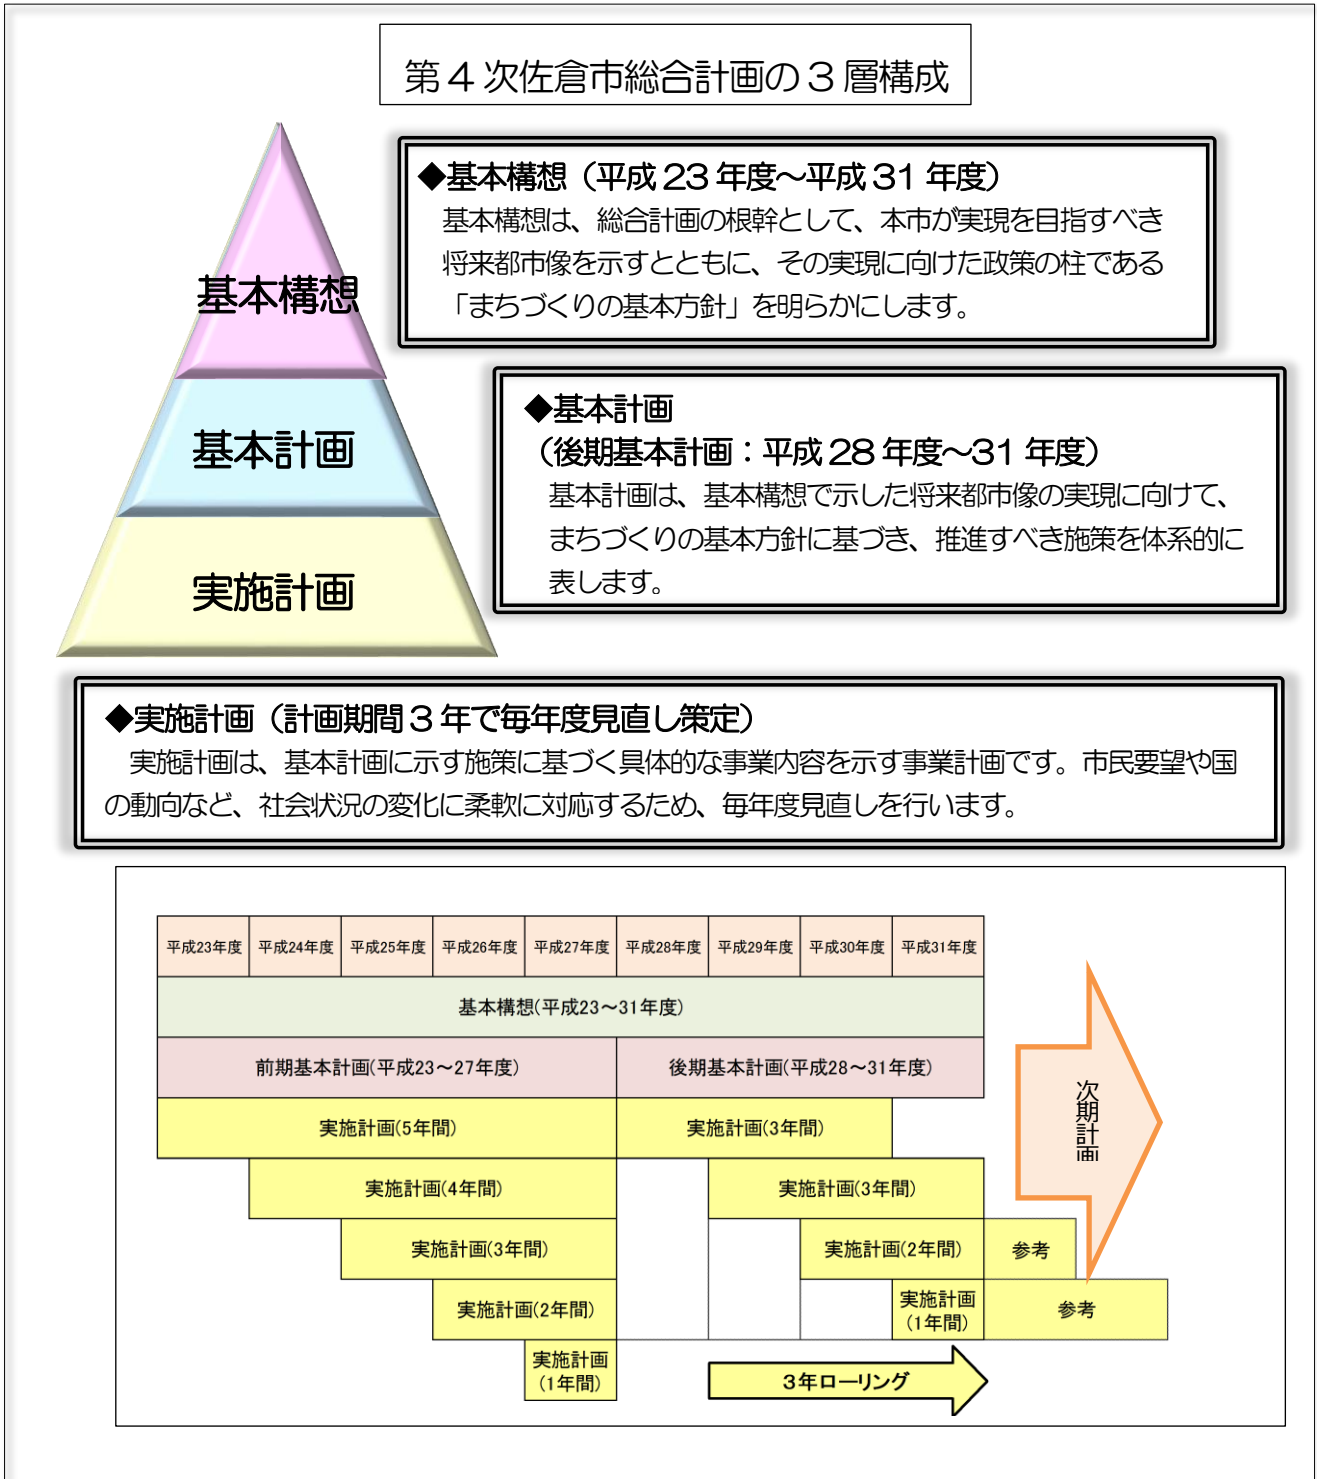 第４次佐倉市総合計画の３層構成
基本構想
基本計画
実施計画
◆基本構想（平成23年度～平成31年度）
基本構想は、総合計画の根幹として、本市が実現を目指すべき
将来都市像を示すとともに、その実現に向けた政策の柱である
「まちづくりの基本方針」を明らかにします。
◆基本計画
（後期基本計画：平成28年度～31年度）
基本計画は、基本構想で示した将来都市像の実現に向けて、
まちづくりの基本方針に基づき、推進すべき施策を体系的に
表します。
◆実施計画（計画期間３年で毎年度見直し策定）
実施計画は、基本計画に示す施策に基づく具体的な事業内容を示す事業計画です。市民要望や国
の動向など、社会状況の変化に柔軟に対応するため、毎年度見直しを行います。
平成23年度 平成24年度 平成25年度 平成26年度 平成27年度 平成28年度 平成29年度 平成30年度 平成31年度
基本構想(平成23～31年度)
前期基本計画(平成23～27年度) 後期基本計画(平成28～31年度)
実施計画(5年間) 実施計画(3年間)
実施計画(4年間) 実施計画(3年間)
実施計画(3年間) 実施計画(2年間) 参考
実施計画(2年間) 実施計画
(1年間) 参考
実施計画
(1年間)
３年ローリング
次期計画